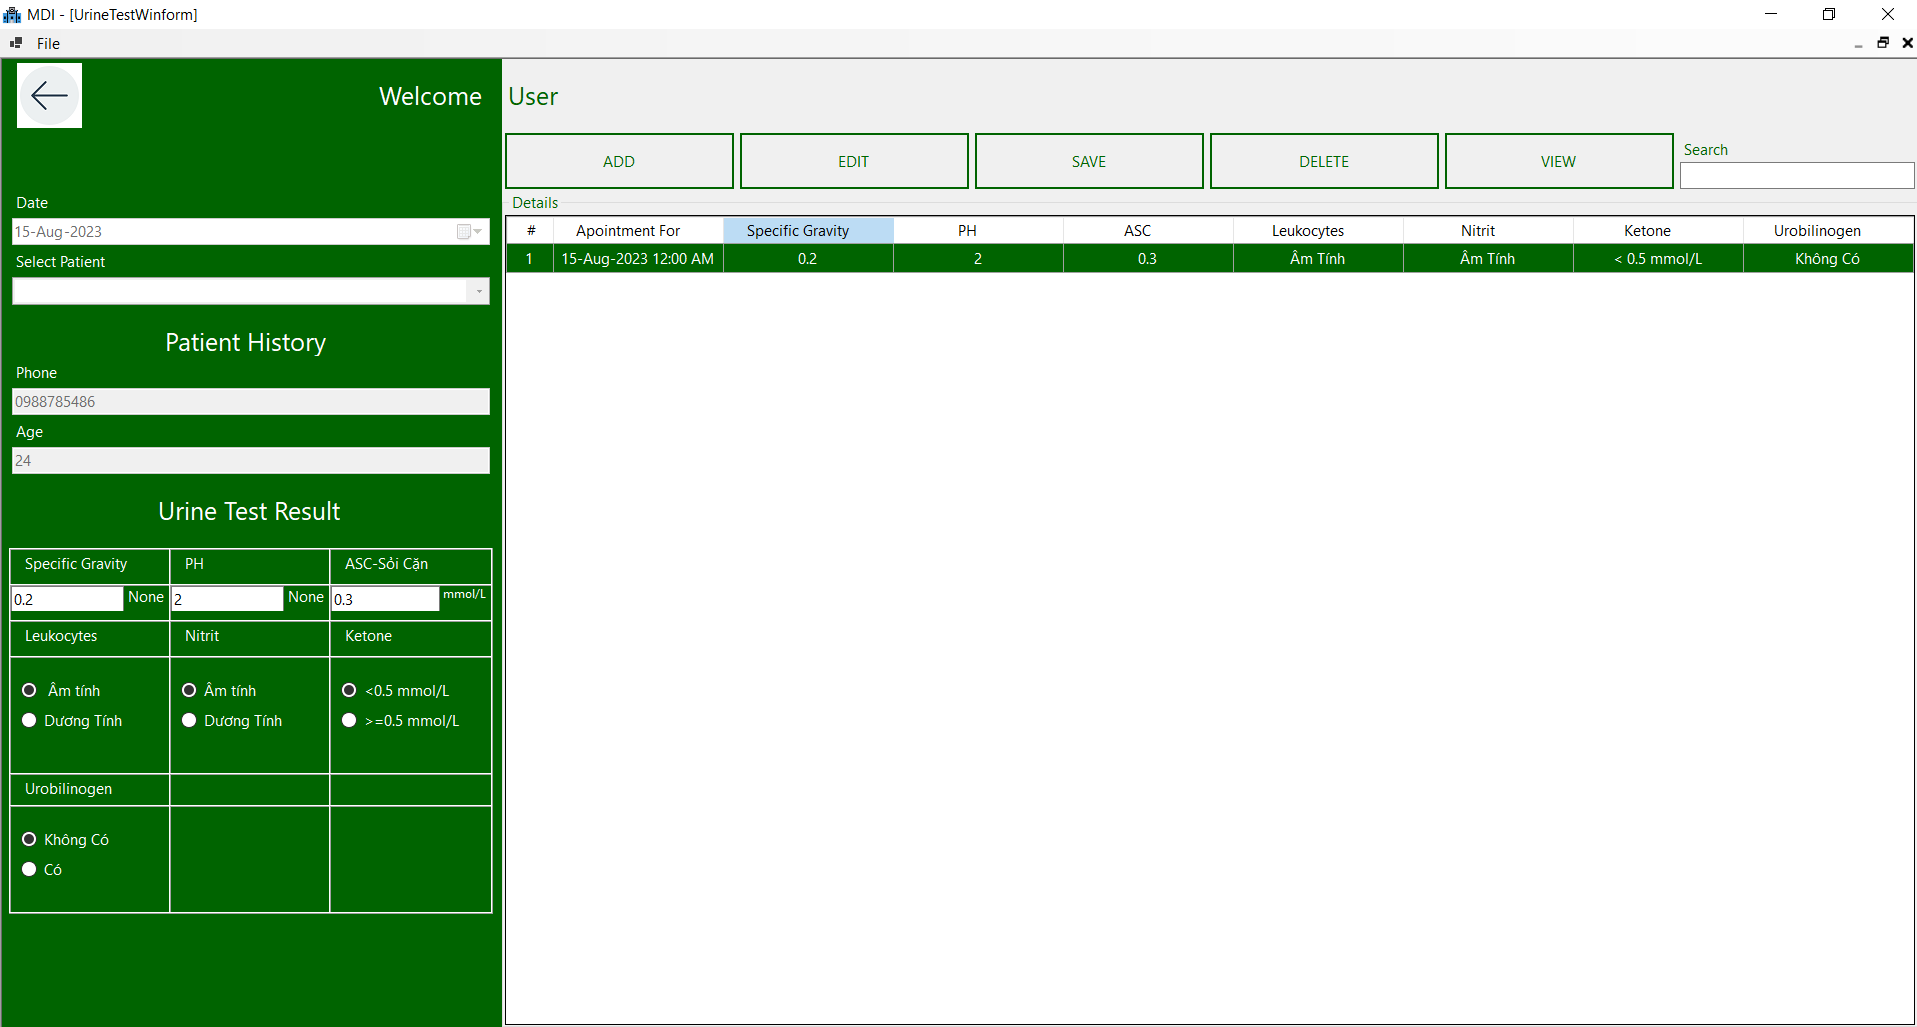 MDI - [UrineTestWinform]
File
Welcome
User
ADD
EDIT
SAVE
DELETE
VIEW
Search
Date
15-Aug-2023
Select Patient
Patient History
Phone
0988785486
Age
24
Urine Test Result
Specific Gravity PH ASC-Sỏi Cặn
0.2 None 2 None 0.3 mmol/L
Leukocytes Nitrit Ketone
Âm tính Âm tính <0.5 mmol/L
Dương Tính Dương Tính >=0.5 mmol/L
Urobilinogen
Không Có
Có
Details
# Apointment For Specific Gravity PH ASC Leukocytes Nitrit Ketone Urobilinogen
1 15-Aug-2023 12:00 AM 0.2 2 0.3 Âm Tính Âm Tính < 0.5 mmol/L Không Có